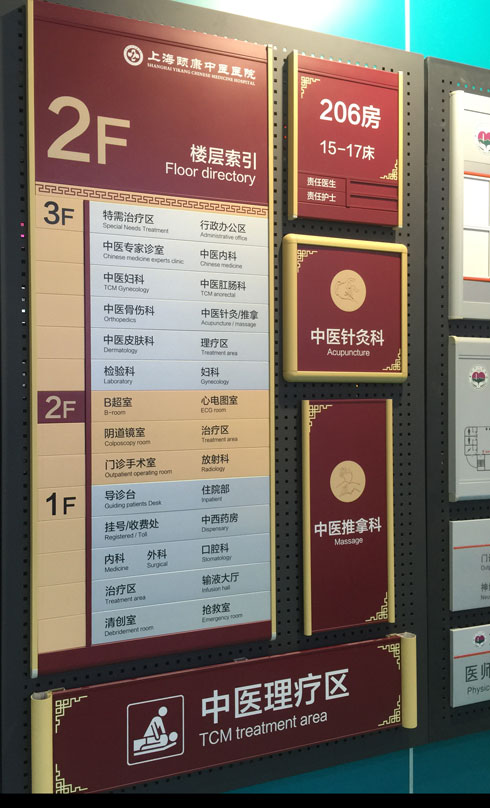 上海颐康中医医院
SHANGHAI YIKANG CHINESE MEDICINE HOSPITAL
2F
楼层索引
Floor directory
3F
特需治疗区 行政办公区
Special Needs Treatment Administrative office
中医专家诊室 中医内科
Chinese medicine experts clinic Chinese medicine
中医妇科 中医肛肠科
TCM Gynecology TCM anorectal
中医骨伤科 中医针灸/推拿
Orthopedics Acupuncture / massage
中医皮肤科 理疗区
Dermatology Treatment area
检验科 妇科
Laboratory Gynecology
2F
B超室 心电图室
B-room ECG room
阴道镜室 治疗区
Colposcopy room Treatment area
门诊手术室 放射科
Outpatient operating room Radiology
1F
导诊台 住院部
Guiding patients Desk Inpatient
挂号/收费处 中西药房
Registered / Toll Dispensary
内科 外科 口腔科
Medicine Surgical Stomatology
治疗区 输液大厅
Treatment area Infusion hall
清创室 抢救室
Debridement room Emergency room
206房
15-17床
责任医生
责任护士
中医针灸科
Acupuncture
中医推拿科
Massage
中医理疗区
TCM treatment area
门
医师
Physic